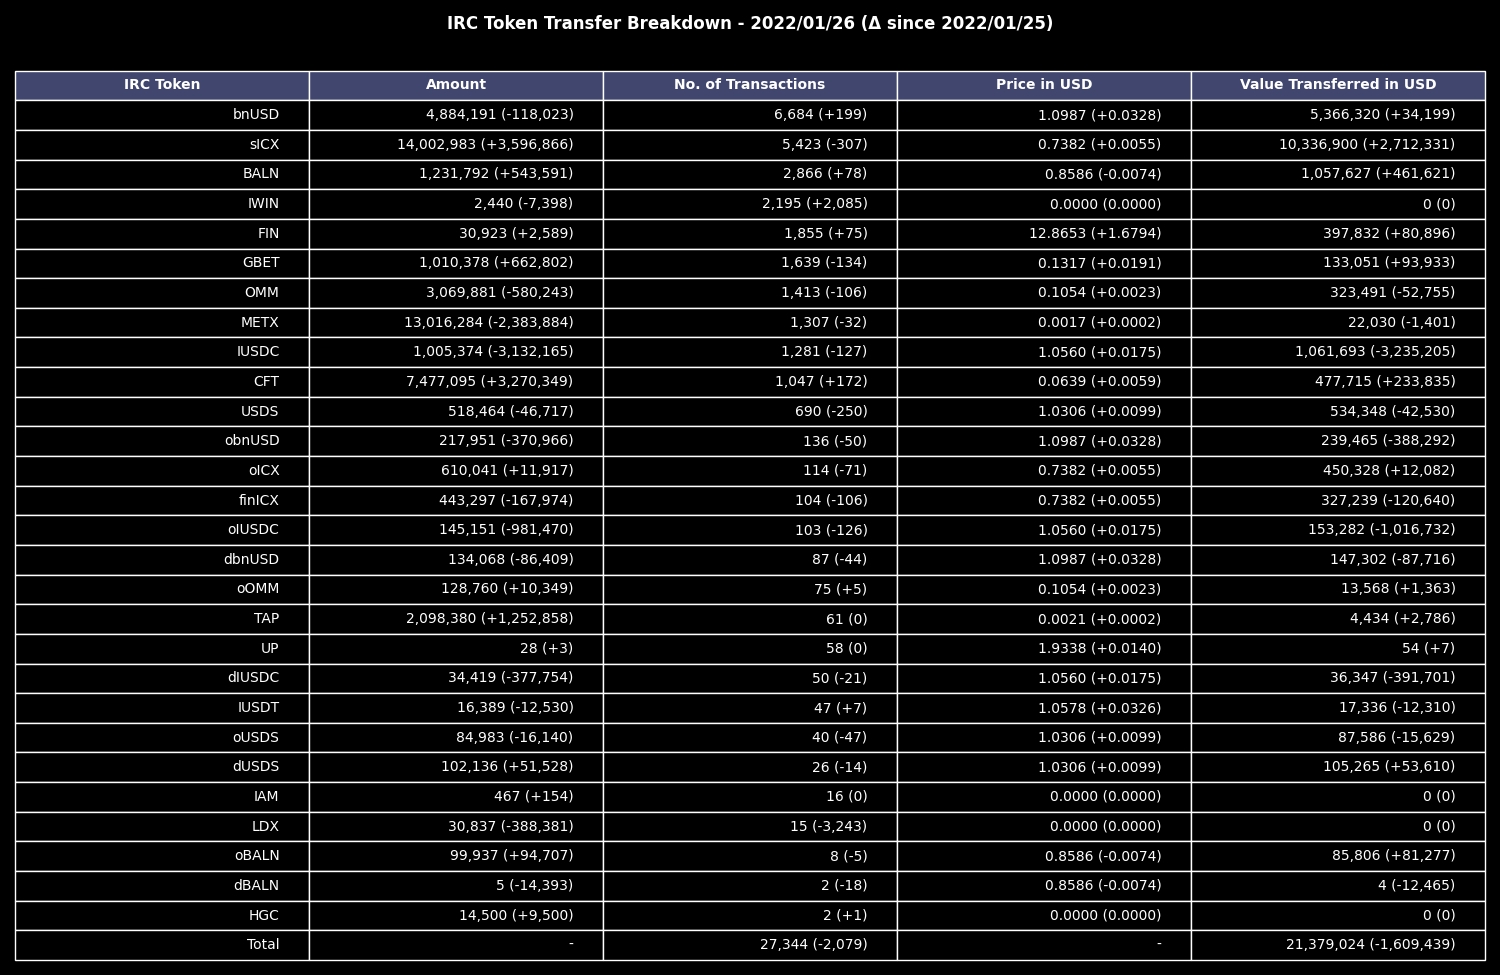 IRC Token Transfer Breakdown - 2022/01/26 (Δ since 2022/01/25)
IRC Token Amount No. of Transactions Price in USD Value Transferred in USD
bnUSD 4,884,191 (-118,023) 6,684 (+199) 1.0987 (+0.0328) 5,366,320 (+34,199)
sICX 14,002,983 (+3,596,866) 5,423 (-307) 0.7382 (+0.0055) 10,336,900 (+2,712,331)
BALN 1,231,792 (+543,591) 2,866 (+78) 0.8586 (-0.0074) 1,057,627 (+461,621)
IWIN 2,440 (-7,398) 2,195 (+2,085) 0.0000 (0.0000) 0 (0)
FIN 30,923 (+2,589) 1,855 (+75) 12.8653 (+1.6794) 397,832 (+80,896)
GBET 1,010,378 (+662,802) 1,639 (-134) 0.1317 (+0.0191) 133,051 (+93,933)
OMM 3,069,881 (-580,243) 1,413 (-106) 0.1054 (+0.0023) 323,491 (-52,755)
METX 13,016,284 (-2,383,884) 1,307 (-32) 0.0017 (+0.0002) 22,030 (-1,401)
IUSDC 1,005,374 (-3,132,165) 1,281 (-127) 1.0560 (+0.0175) 1,061,693 (-3,235,205)
CFT 7,477,095 (+3,270,349) 1,047 (+172) 0.0639 (+0.0059) 477,715 (+233,835)
USDS 518,464 (-46,717) 690 (-250) 1.0306 (+0.0099) 534,348 (-42,530)
obnUSD 217,951 (-370,966) 136 (-50) 1.0987 (+0.0328) 239,465 (-388,292)
oICX 610,041 (+11,917) 114 (-71) 0.7382 (+0.0055) 450,328 (+12,082)
finICX 443,297 (-167,974) 104 (-106) 0.7382 (+0.0055) 327,239 (-120,640)
oIUSDC 145,151 (-981,470) 103 (-126) 1.0560 (+0.0175) 153,282 (-1,016,732)
dbnUSD 134,068 (-86,409) 87 (-44) 1.0987 (+0.0328) 147,302 (-87,716)
oOMM 128,760 (+10,349) 75 (+5) 0.1054 (+0.0023) 13,568 (+1,363)
TAP 2,098,380 (+1,252,858) 61 (0) 0.0021 (+0.0002) 4,434 (+2,786)
UP 28 (+3) 58 (0) 1.9338 (+0.0140) 54 (+7)
dIUSDC 34,419 (-377,754) 50 (-21) 1.0560 (+0.0175) 36,347 (-391,701)
IUSDT 16,389 (-12,530) 47 (+7) 1.0578 (+0.0326) 17,336 (-12,310)
oUSDS 84,983 (-16,140) 40 (-47) 1.0306 (+0.0099) 87,586 (-15,629)
dUSDS 102,136 (+51,528) 26 (-14) 1.0306 (+0.0099) 105,265 (+53,610)
IAM 467 (+154) 16 (0) 0.0000 (0.0000) 0 (0)
LDX 30,837 (-388,381) 15 (-3,243) 0.0000 (0.0000) 0 (0)
oBALN 99,937 (+94,707) 8 (-5) 0.8586 (-0.0074) 85,806 (+81,277)
dBALN 5 (-14,393) 2 (-18) 0.8586 (-0.0074) 4 (-12,465)
HGC 14,500 (+9,500) 2 (+1) 0.0000 (0.0000) 0 (0)
Total - 27,344 (-2,079) - 21,379,024 (-1,609,439)